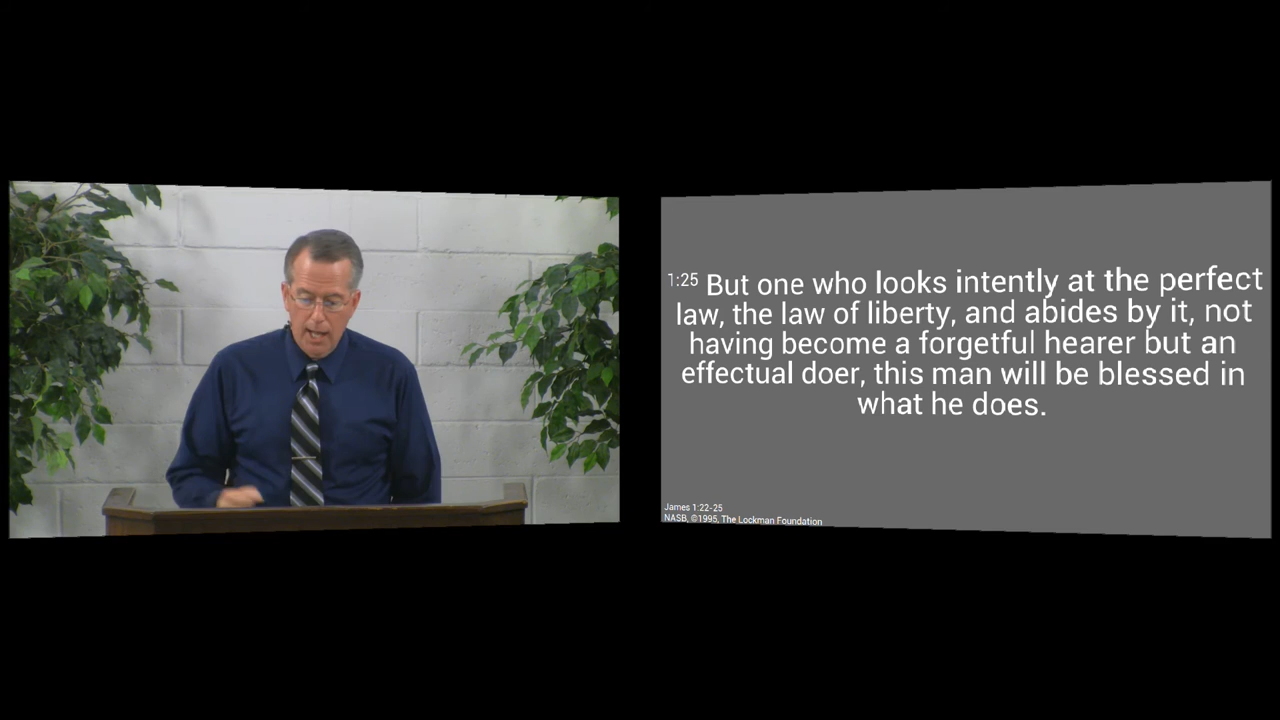 1:25 But one who looks intently at the perfect
law, the law of liberty, and abides by it, not
having become a forgetful hearer but an
effectual doer, this man will be blessed in
what he does.
James 1:22-25
NASB, ©1995, The Lockman Foundation